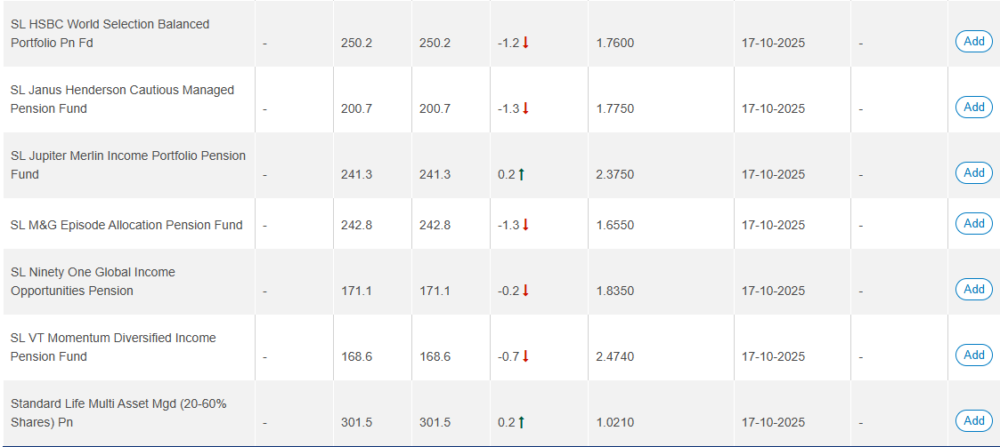 SL HSBC World Selection Balanced
Portfolio Pn Fd - 250.2 250.2 -1.2 1.7600 17-10-2025 - Add
SL Janus Henderson Cautious Managed
Pension Fund - 200.7 200.7 -1.3 1.7750 17-10-2025 - Add
SL Jupiter Merlin Income Portfolio Pension
Fund - 241.3 241.3 0.2 2.3750 17-10-2025 - Add
SL M&G Episode Allocation Pension Fund - 242.8 242.8 -1.3 1.6550 17-10-2025 - Add
SL Ninety One Global Income
Opportunities Pension - 171.1 171.1 -0.2 1.8350 17-10-2025 - Add
SL VT Momentum Diversified Income
Pension Fund - 168.6 168.6 -0.7 2.4740 17-10-2025 - Add
Standard Life Multi Asset Mgd (20-60%
Shares) Pn - 301.5 301.5 0.2 1.0210 17-10-2025 - Add